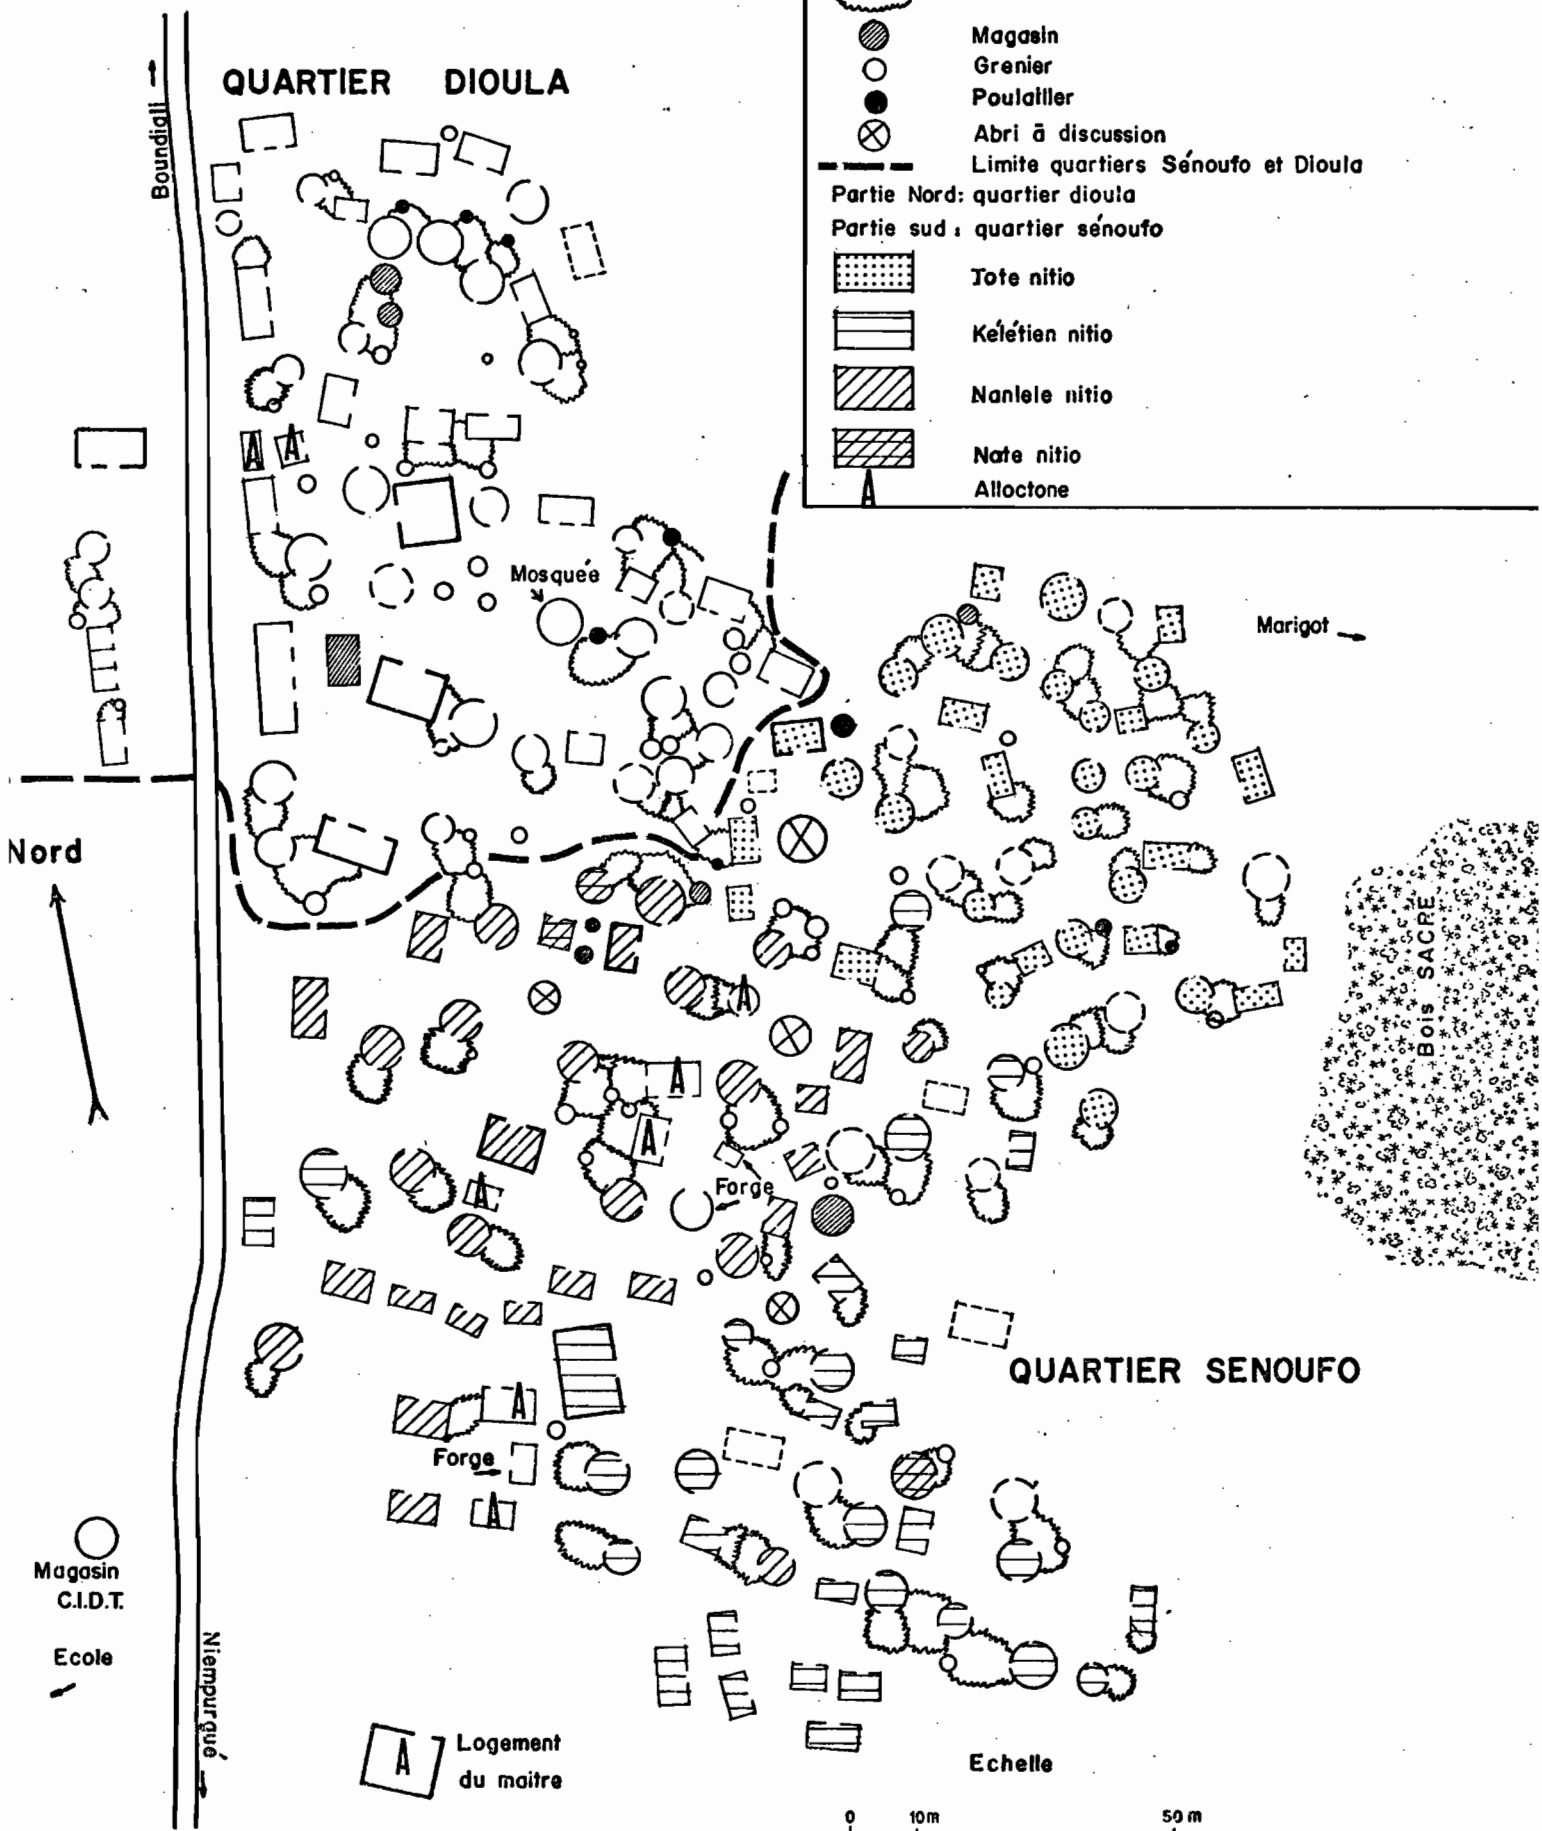 Magasin
Grenier
Poulailler
Abri ā discussion
Limite quartiers Sénoufo et Dioula
Partie Nord: quartier dioula
Partie sud: quartier sénoufo
Tote nitio
Kélétien nitio
Nanlele nitio
Nate nitio
A Alloctone
QUARTIER DIOULA
Boundiali
A
A
Mosquée
Marigot
Nord
Bois SACRE
A
A
A
A
Forge
QUARTIER SENOUFO
A
Forge
A
Magasin
C.I.D.T.
Ecole
Niempurgué
A
Logement
du maitre
Echelle
0 10m 50m